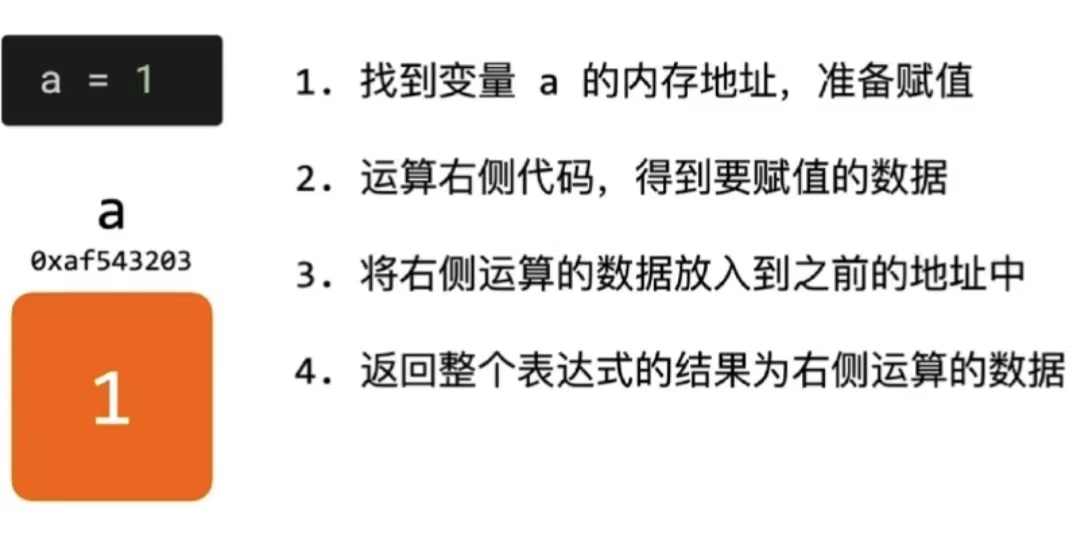 a = 1
a
0xaf543203
1
1. 找到变量 a 的内存地址，准备赋值
2. 运算右侧代码，得到要赋值的数据
3. 将右侧运算的数据放入到之前的地址中
4. 返回整个表达式的结果为右侧运算的数据